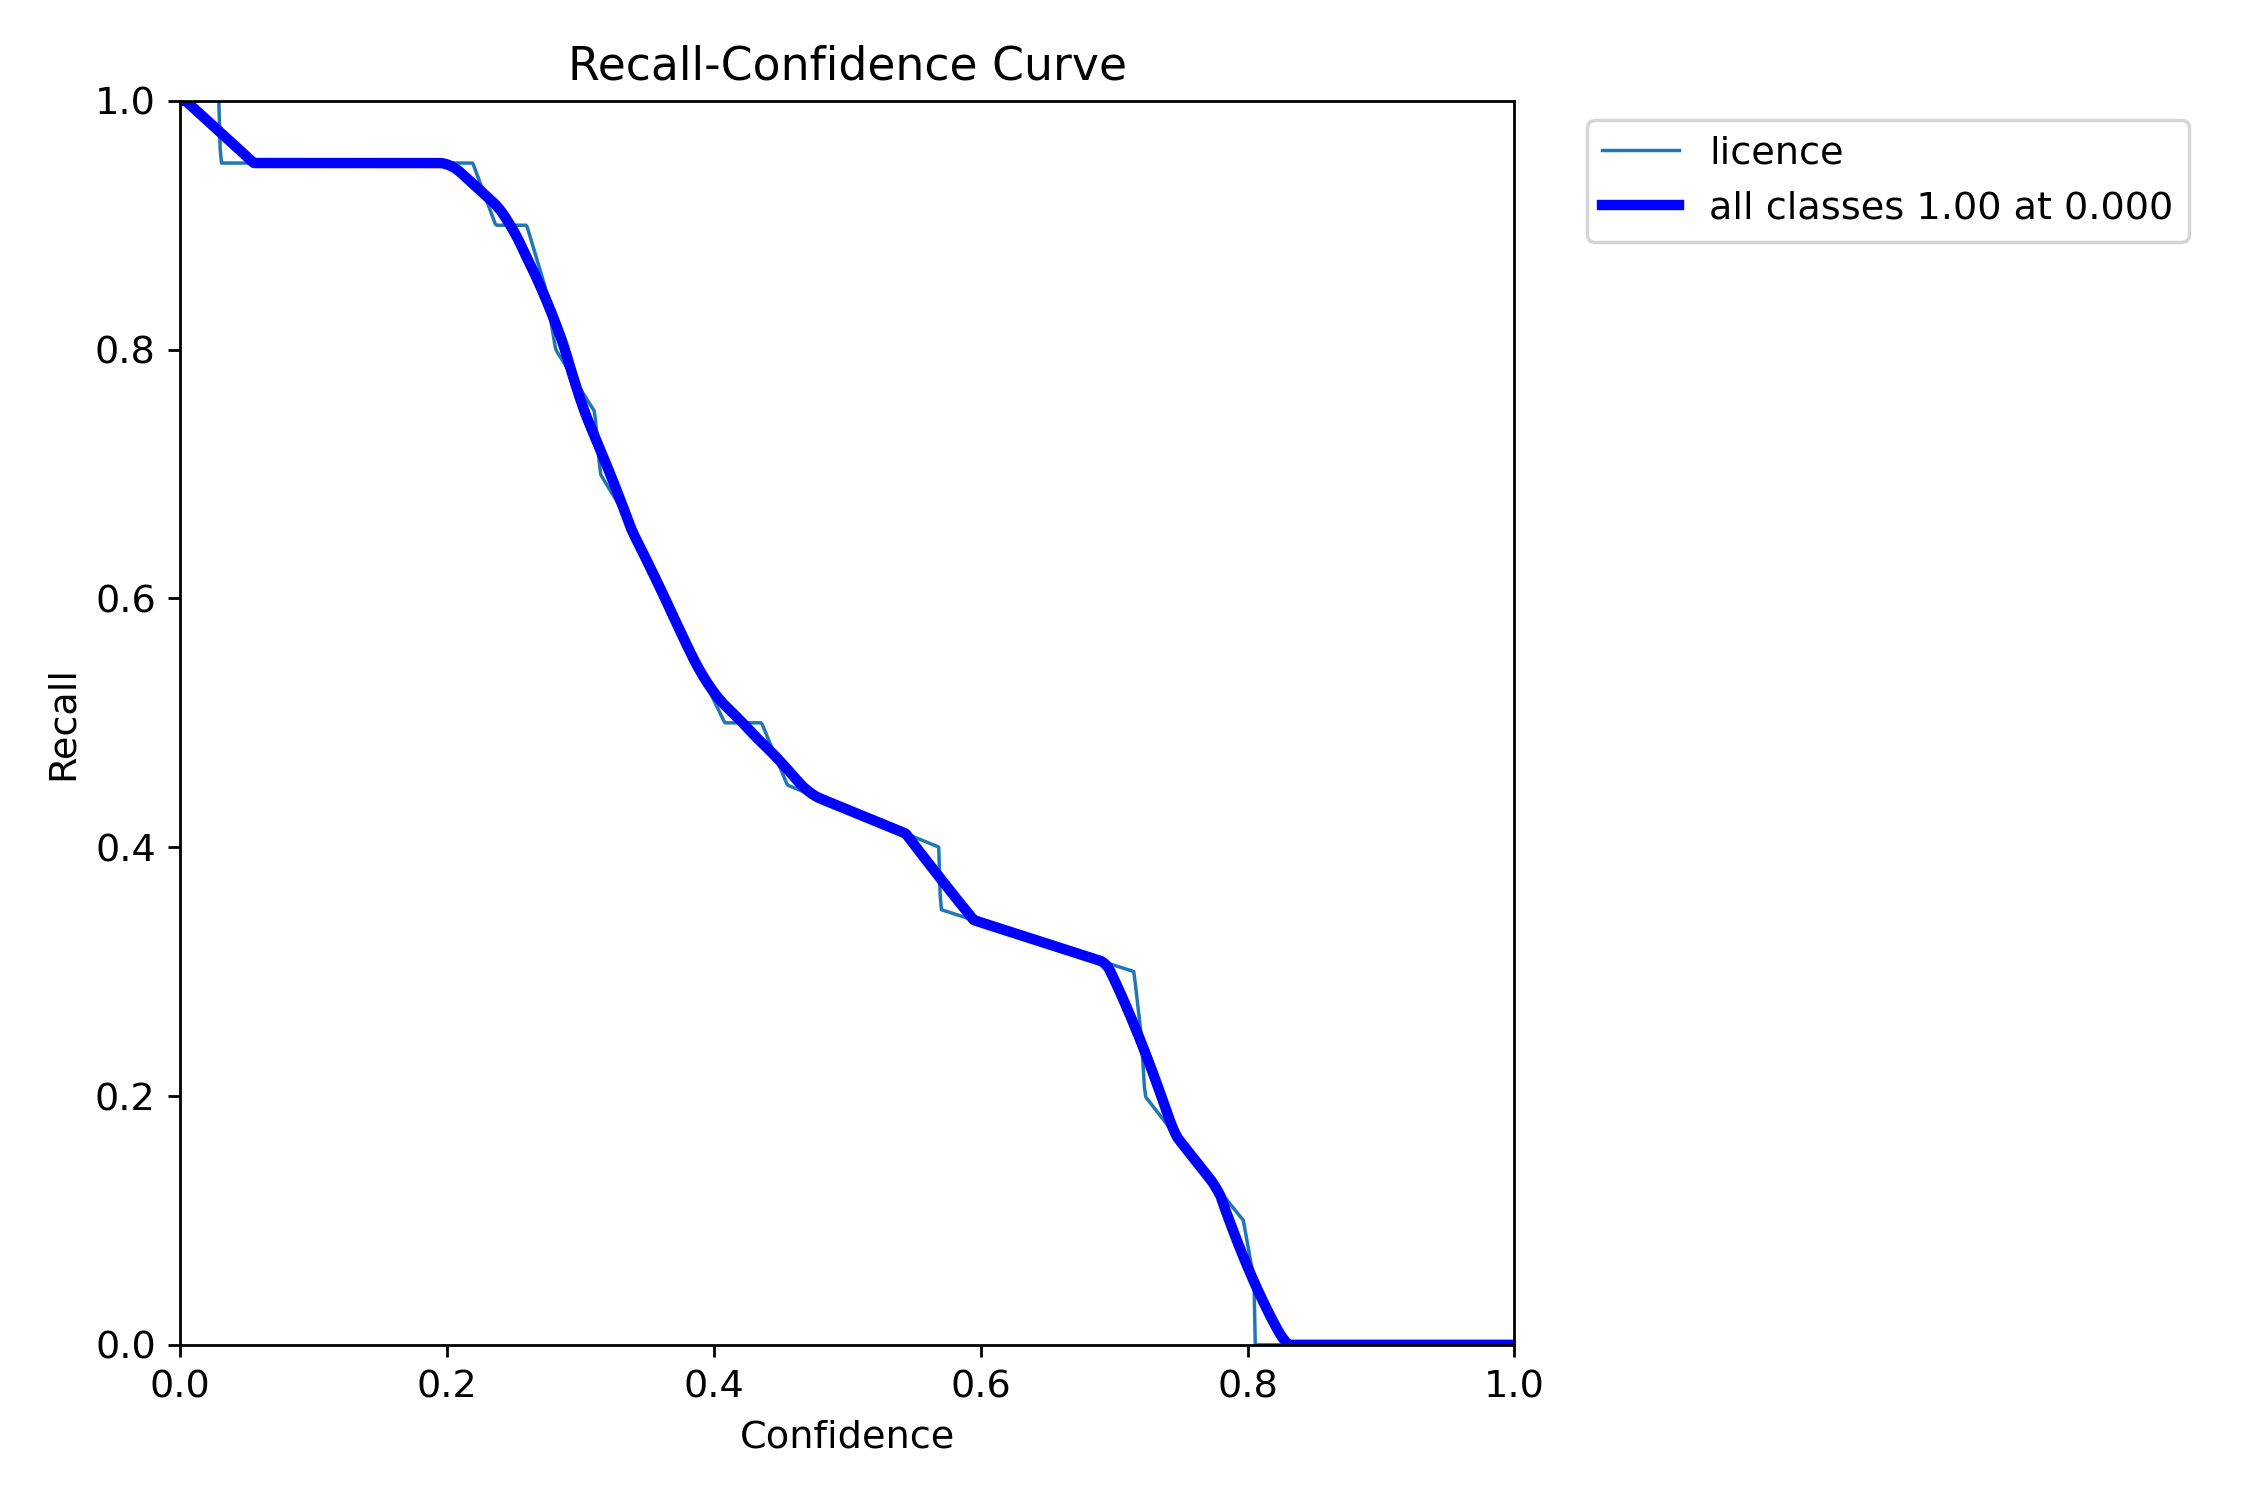 Recall-Confidence Curve
licence
all classes 1.00 at 0.000
1.0
0.8
0.6
0.4
0.2
0.0
Recall
0.0 0.2 0.4 0.6 0.8 1.0
Confidence